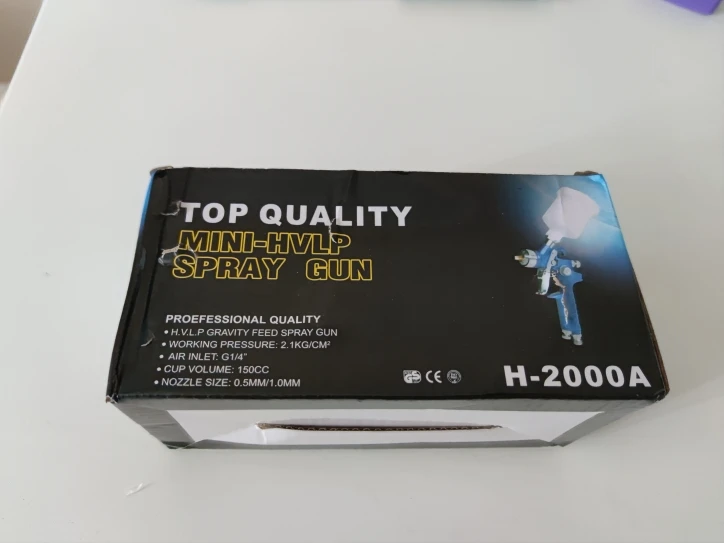 TOP QUALITY
MINI-HVLP
SPRAY GUN
PROEFESSIONAL QUALITY
• H.V.L.P GRAVITY FEED SPRAY GUN
• WORKING PRESSURE: 2.1KG/CM²
• AIR INLET: G1/4"
• CUP VOLUME: 150CC
• NOZZLE SIZE: 0.5MM/1.0MM
GS CE
H-2000A